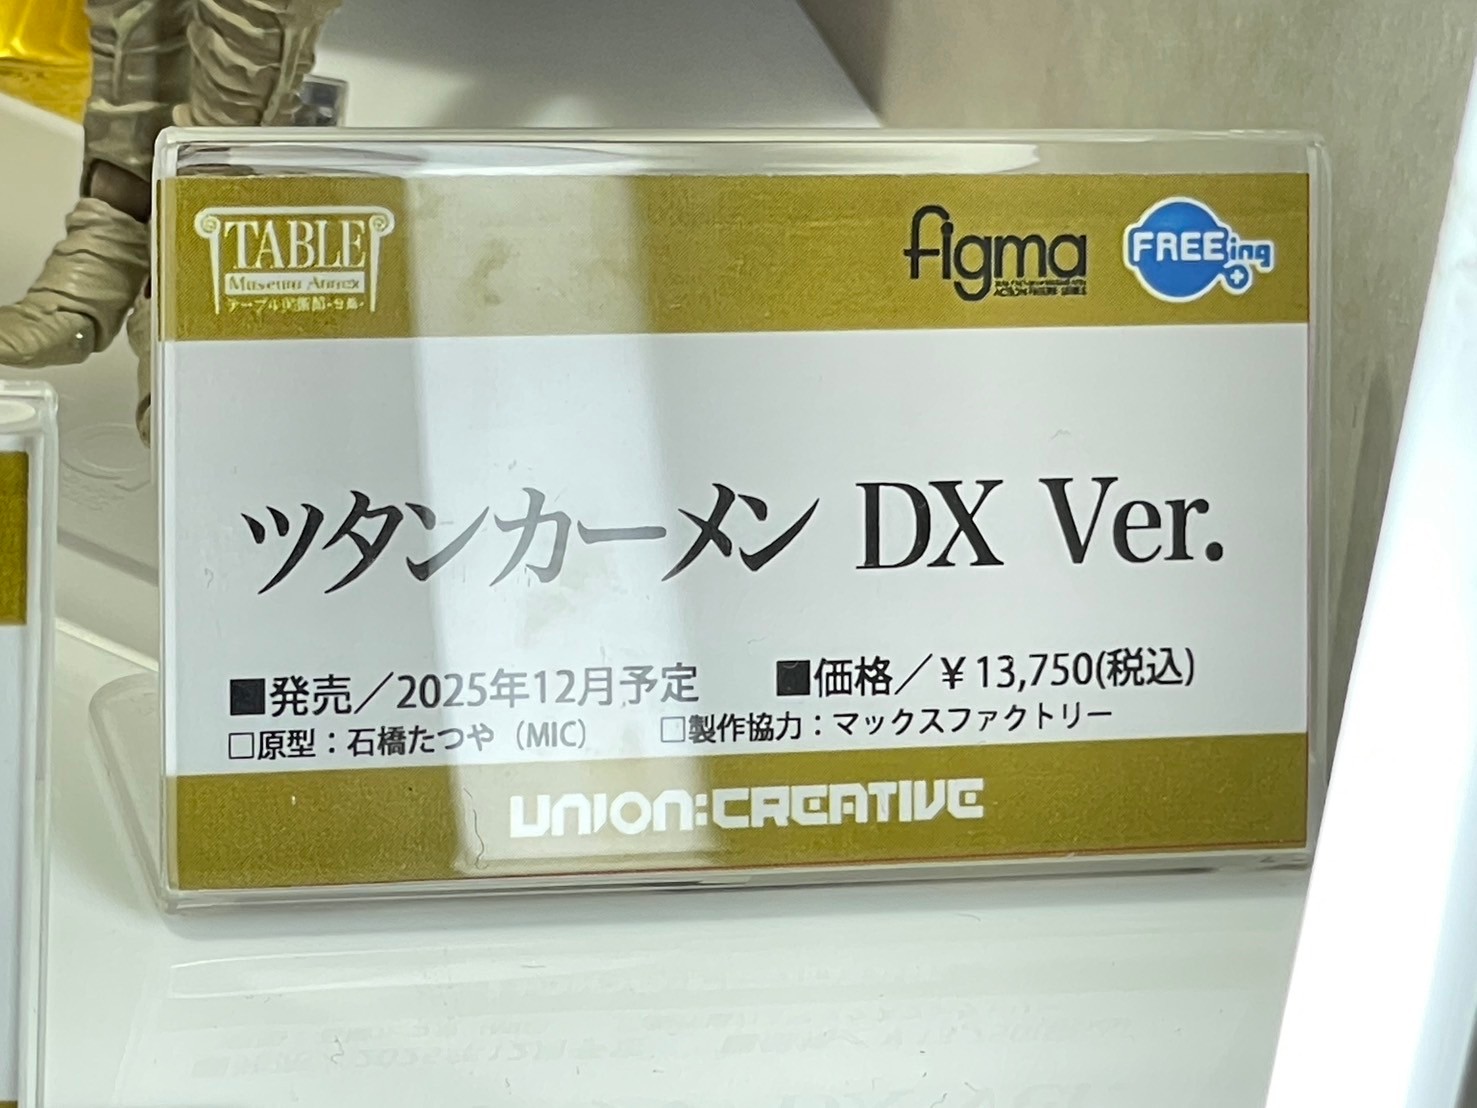 TABLE
Museum Annex
figma
FREEing
ツタンカーメン DX Ver.
■発売／2025年12月予定 ■価格／￥13,750(税込)
□原型：石橋たつや（MIC） □製作協力：マックスファクトリー
UNION:CREATIVE